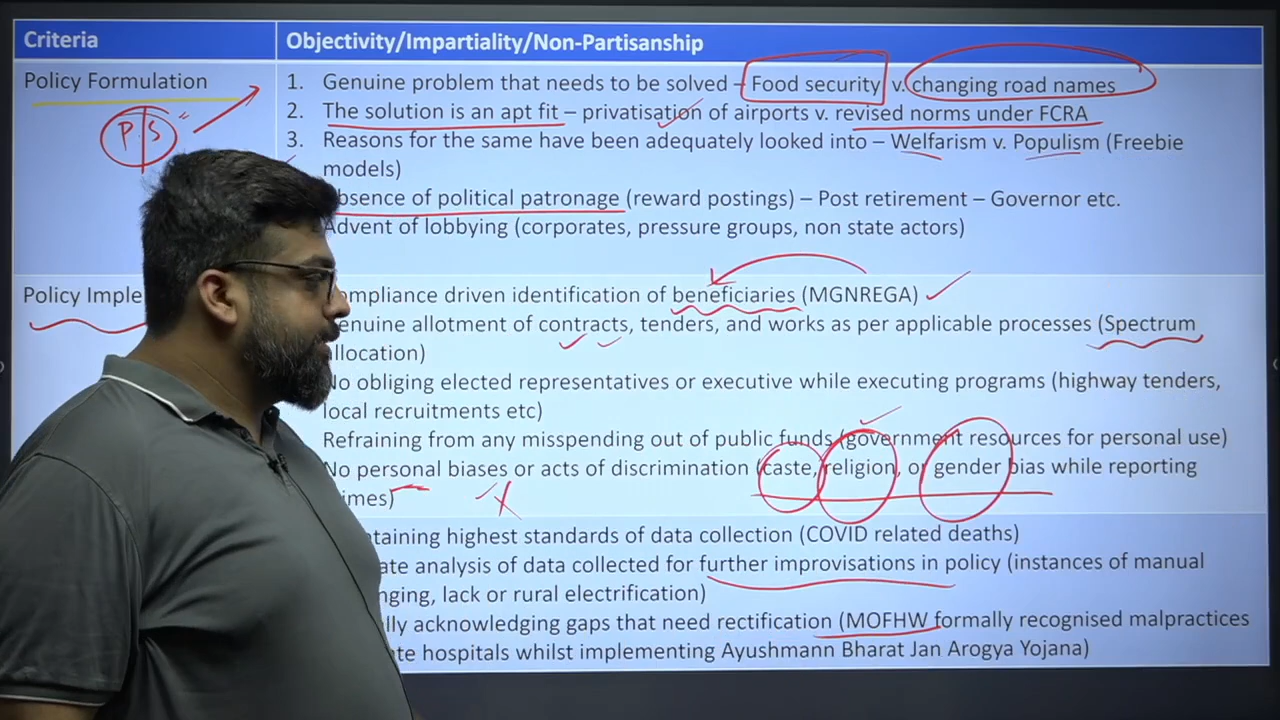 Criteria
Objectivity/Impartiality/Non-Partisanship
Policy Formulation
P S
1. Genuine problem that needs to be solved – Food security v. changing road names
2. The solution is an apt fit – privatisation of airports v. revised norms under FCRA
3. Reasons for the same have been adequately looked into – Welfarism v. Populism (Freebie
models)
bsence of political patronage (reward postings) – Post retirement – Governor etc.
Advent of lobbying (corporates, pressure groups, non state actors)
Policy Imple
mpliance driven identification of beneficiaries (MGNREGA)
enuine allotment of contracts, tenders, and works as per applicable processes (Spectrum
llocation)
No obliging elected representatives or executive while executing programs (highway tenders,
local recruitments etc)
Refraining from any misspending out of public funds (government resources for personal use)
No personal biases or acts of discrimination (caste, religion, or gender bias while reporting
imes)
taining highest standards of data collection (COVID related deaths)
ate analysis of data collected for further improvisations in policy (instances of manual
nging, lack or rural electrification)
lly acknowledging gaps that need rectification (MOFHW formally recognised malpractices
ate hospitals whilst implementing Ayushmann Bharat Jan Arogya Yojana)